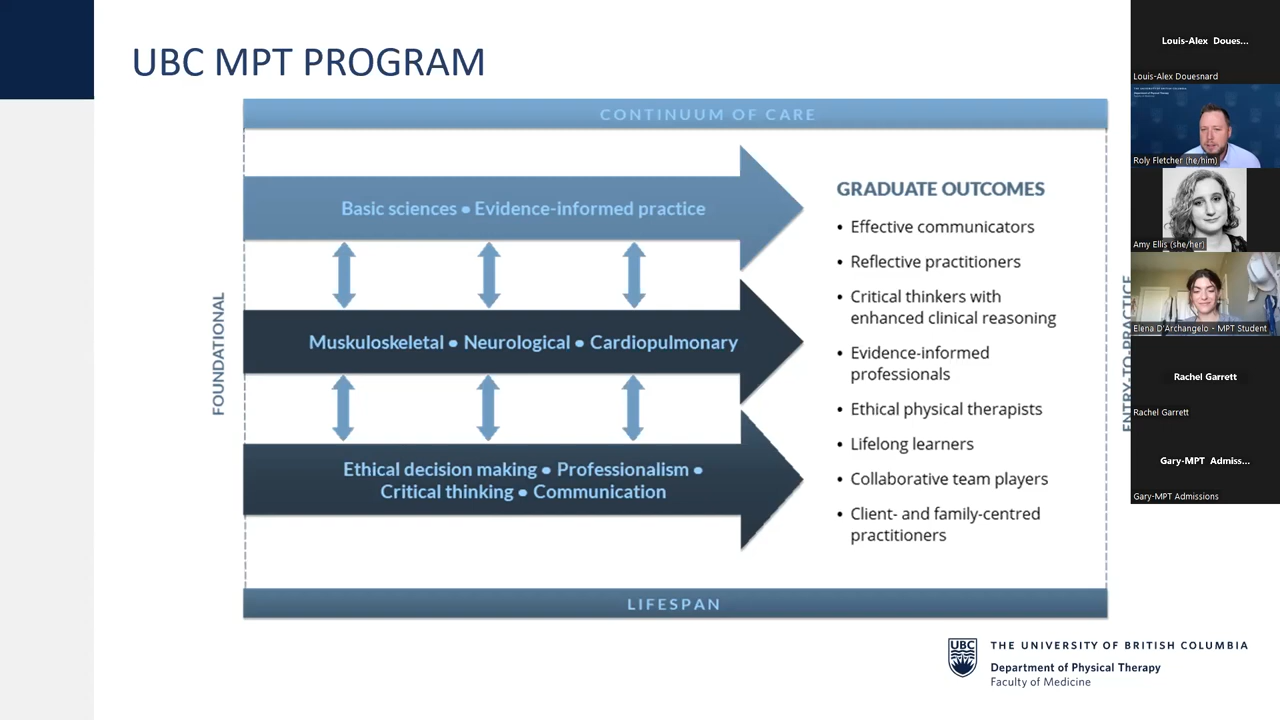 UBC MPT PROGRAM
CONTINUUM OF CARE
FOUNDATIONAL
Basic sciences • Evidence-informed practice
Muskuloskeletal • Neurological • Cardiopulmonary
Ethical decision making • Professionalism •
Critical thinking • Communication
GRADUATE OUTCOMES
• Effective communicators
• Reflective practitioners
• Critical thinkers with
enhanced clinical reasoning
• Evidence-informed
professionals
• Ethical physical therapists
• Lifelong learners
• Collaborative team players
• Client- and family-centred
practitioners
ENTRY-TO-PRACTICE
LIFESPAN
UBC
THE UNIVERSITY OF BRITISH COLUMBIA
Department of Physical Therapy
Faculty of Medicine
Louis-Alex Doues...
Louis-Alex Douesnard
Roly Fletcher (he/him)
Amy Ellis (she/her)
Elena D'Archangelo - MPT Student
Rachel Garrett
Rachel Garrett
Gary-MPT Admiss...
Gary-MPT Admissions